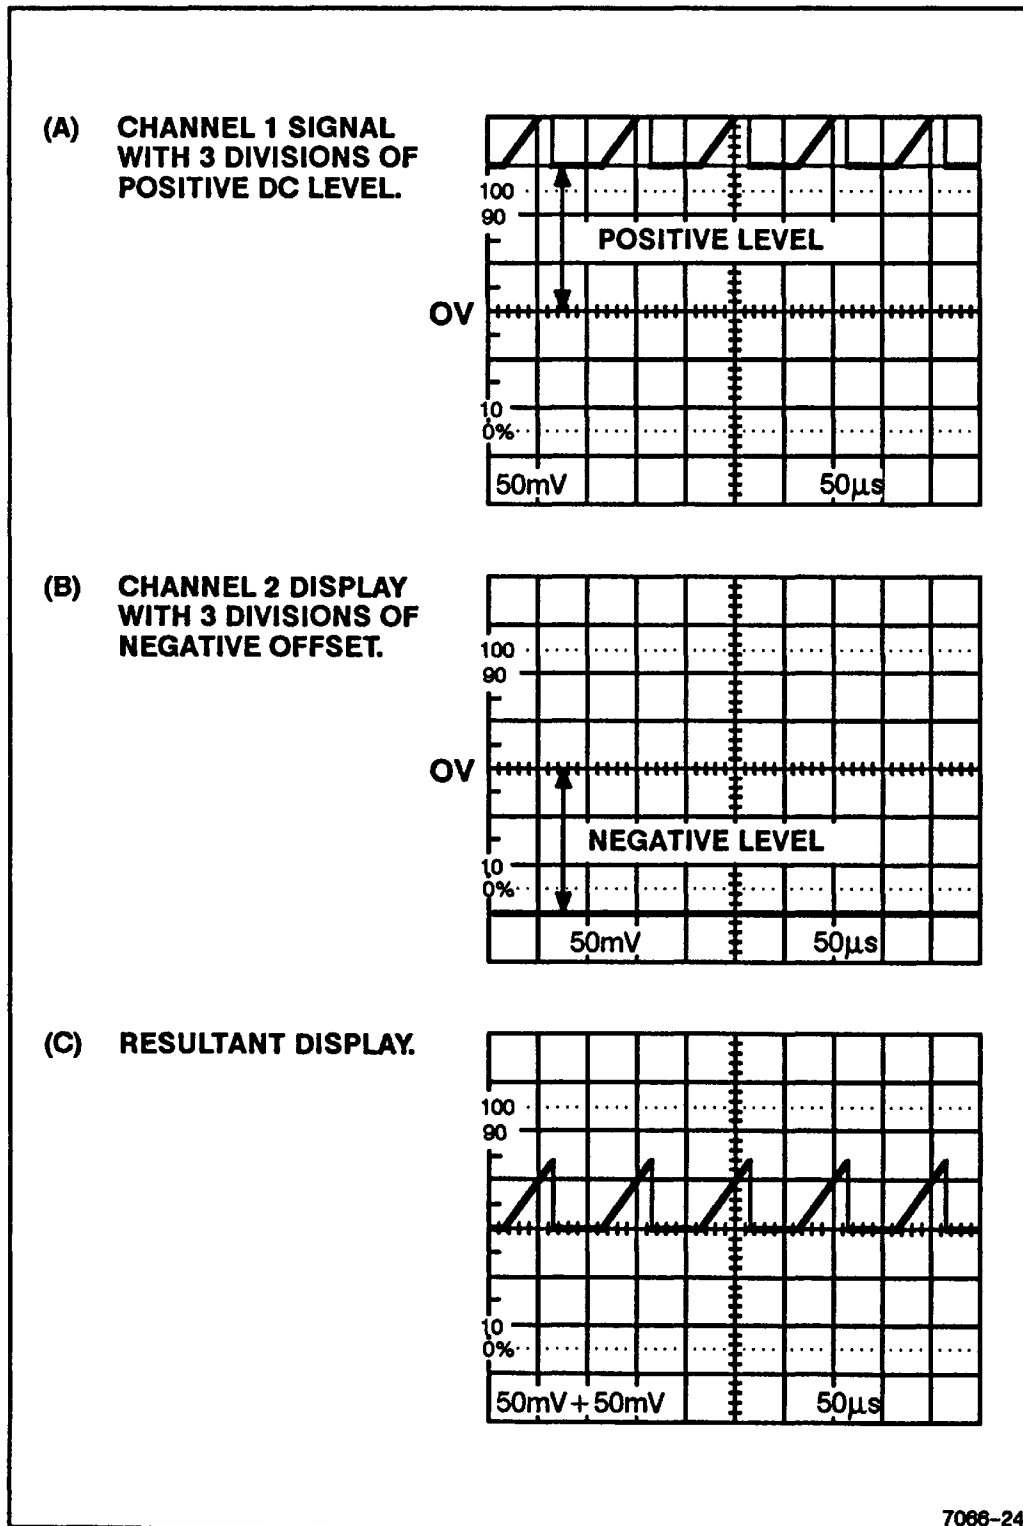 (A) CHANNEL 1 SIGNAL
WITH 3 DIVISIONS OF
POSITIVE DC LEVEL.
100
90
POSITIVE LEVEL
OV
10
0%
50mV 50μs
(B) CHANNEL 2 DISPLAY
WITH 3 DIVISIONS OF
NEGATIVE OFFSET.
100
90
OV
NEGATIVE LEVEL
10
0%
50mV 50μs
(C) RESULTANT DISPLAY.
100
90
10
0%
50mV + 50mV 50μs
7066-24